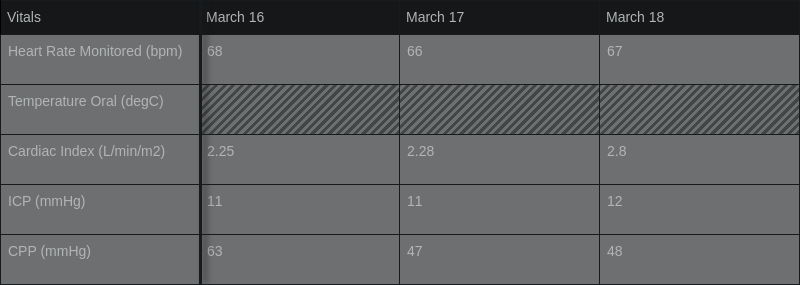 Vitals March 16 March 17 March 18
Heart Rate Monitored (bpm) 68 66 67
Temperature Oral (degC)
Cardiac Index (L/min/m2) 2.25 2.28 2.8
ICP (mmHg) 11 11 12
CPP (mmHg) 63 47 48